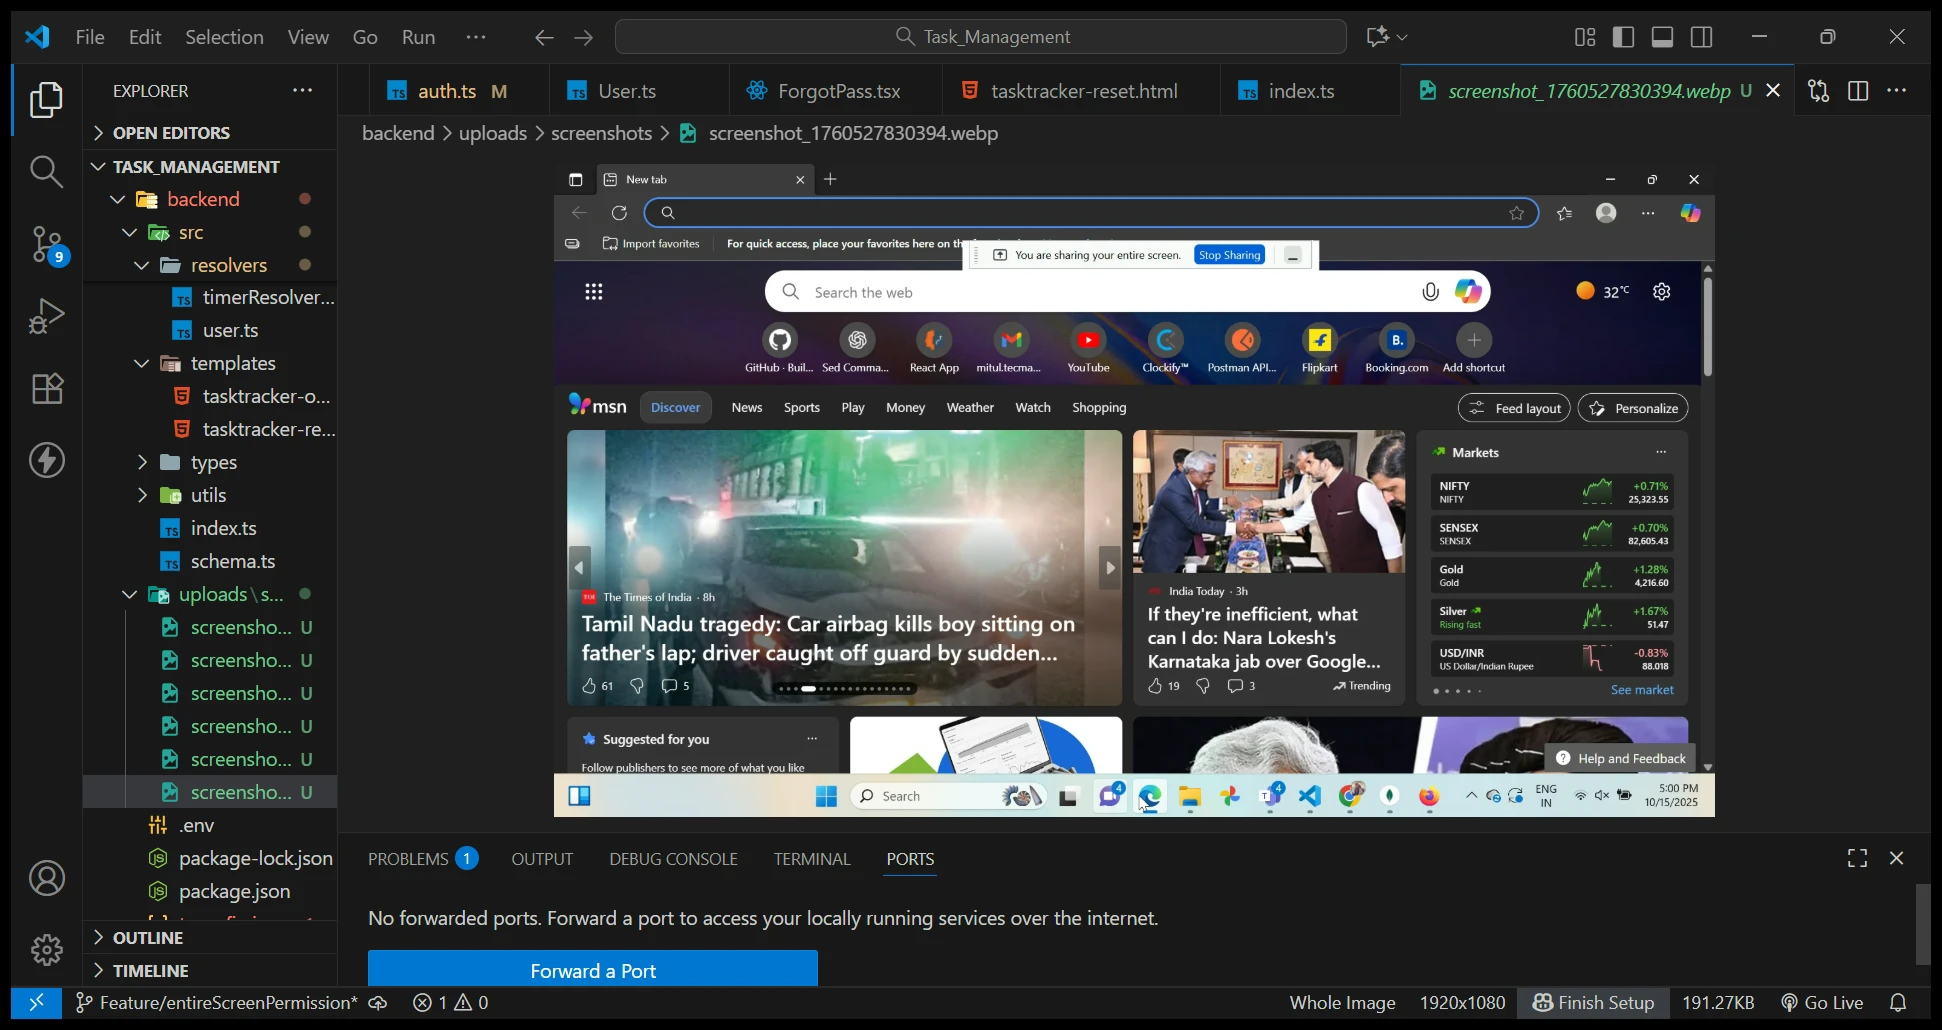 File Edit Selection View Go Run ···
Task_Management
EXPLORER
auth.ts M
User.ts
ForgotPass.tsx
tasktracker-reset.html
index.ts
screenshot_1760527830394.webp U
OPEN EDITORS
backend > uploads > screenshots > screenshot_1760527830394.webp
TASK_MANAGEMENT
backend
src
resolvers
timerResolver...
user.ts
templates
tasktracker-o...
tasktracker-re...
types
utils
index.ts
schema.ts
uploads\s...
screensho... U
screensho... U
screensho... U
screensho... U
screensho... U
screensho... U
.env
package-lock.json
package.json
OUTLINE
TIMELINE
9
New tab
Import favorites
For quick access, place your favorites here on th
You are sharing your entire screen.
Stop Sharing
Search the web
32°C
GitHub · Buil...
Sed Comma...
React App
mitul.tecma...
YouTube
Clockify™
Postman API...
Flipkart
B.
Booking.com
Add shortcut
msn
Discover
News
Sports
Play
Money
Weather
Watch
Shopping
Feed layout
Personalize
The Times of India · 8h
Tamil Nadu tragedy: Car airbag kills boy sitting on
father's lap; driver caught off guard by sudden...
61
5
India Today · 3h
If they're inefficient, what
can I do: Nara Lokesh's
Karnataka jab over Google...
19
3
Trending
Markets
NIFTY +0.71%
NIFTY 25,323.55
SENSEX +0.70%
SENSEX 82,605.43
Gold +1.28%
Gold 4,216.60
Silver +1.67%
Rising fast 51.47
USD/INR -0.83%
US Dollar/Indian Rupee 88.018
See market
Suggested for you
Follow publishers to see more of what you like
Help and Feedback
Search
4
4
ENG
IN
5:00 PM
10/15/2025
PROBLEMS 1
OUTPUT
DEBUG CONSOLE
TERMINAL
PORTS
No forwarded ports. Forward a port to access your locally running services over the internet.
Forward a Port
Feature/entireScreenPermission*
1
0
Whole Image
1920x1080
Finish Setup
191.27KB
Go Live